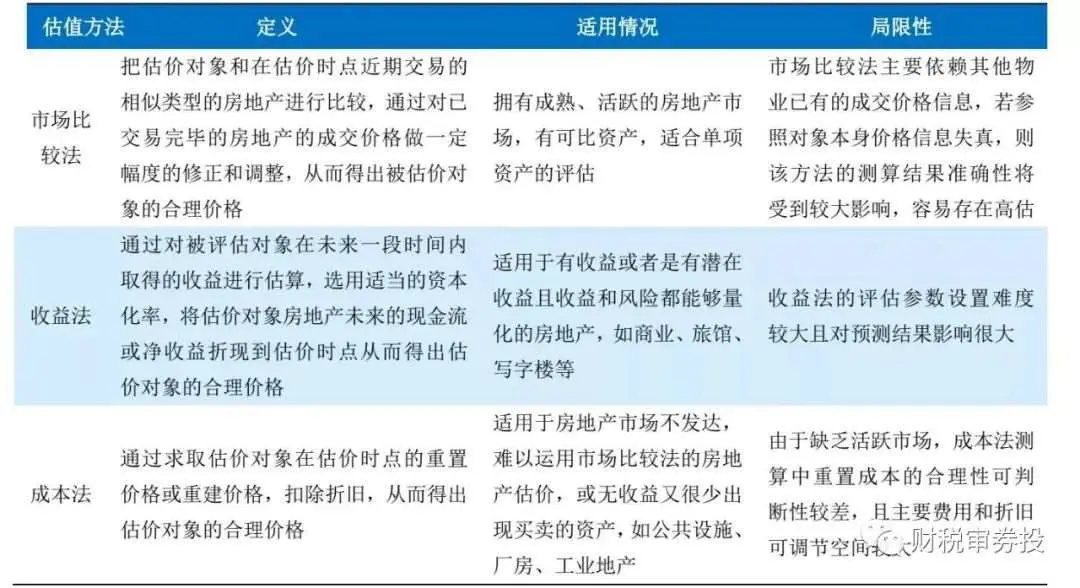 估值方法 定义 适用情况 局限性
市场比
较法
把估价对象和在估价时点近期交易的
相似类型的房地产进行比较，通过对已
交易完毕的房地产的成交价格做一定
幅度的修正和调整，从而得出被估价对
象的合理价格
拥有成熟、活跃的房地产市
场，有可比资产，适合单项
资产的评估
市场比较法主要依赖其他物
业已有的成交价格信息，若参
照对象本身价格信息失真，则
该方法的测算结果准确性将
受到较大影响，容易存在高估
收益法
通过对被评估对象在未来一段时间内
取得的收益进行估算，选用适当的资本
化率，将估价对象房地产未来的现金流
或净收益折现到估价时点从而得出估
价对象的合理价格
适用于有收益或者是有潜在
收益且收益和风险都能够量
化的房地产，如商业、旅馆、
写字楼等
收益法的评估参数设置难度
较大且对预测结果影响很大
成本法
通过求取估价对象在估价时点的重置
价格或重建价格，扣除折旧，从而得出
估价对象的合理价格
适用于房地产市场不发达，
难以运用市场比较法的房地
产估价，或无收益又很少出
现买卖的资产，如公共设施、
厂房、工业地产
由于缺乏活跃市场，成本法测
算中重置成本的合理性可判
断性较差，且主要费用和折旧
可调节空间较大
财税审券投